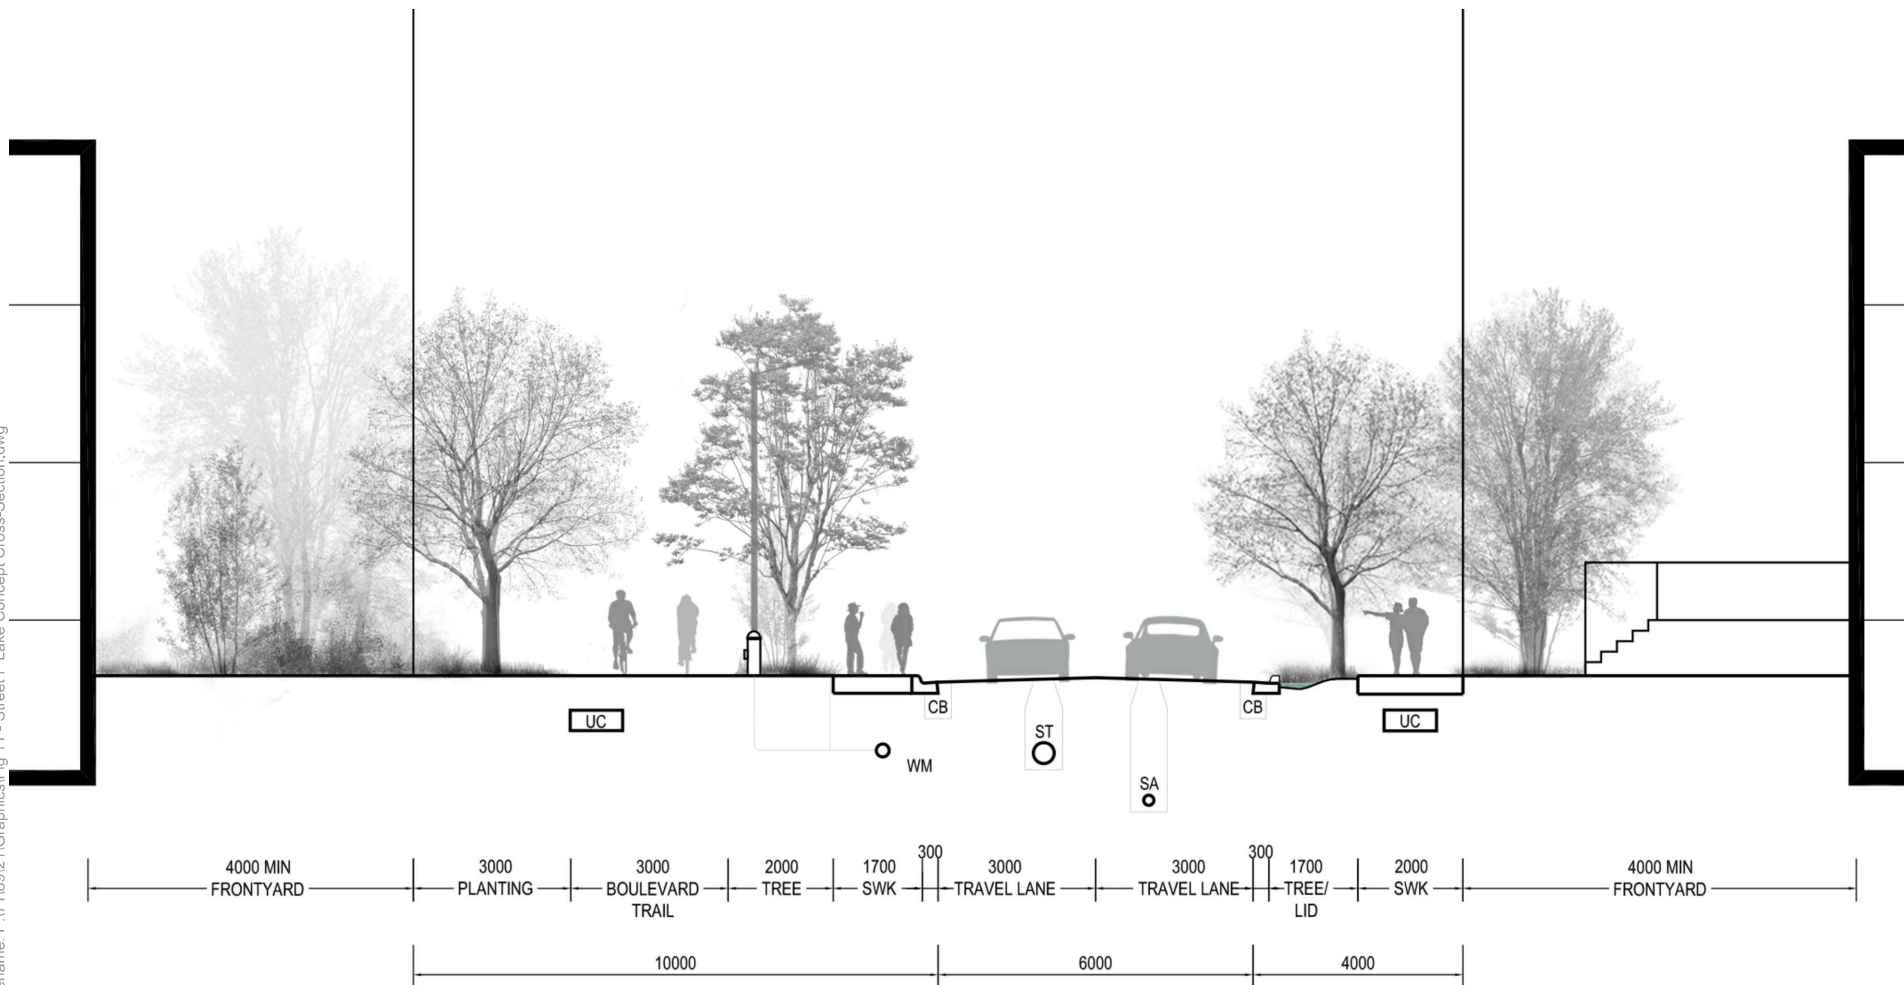 UC
CB
CB
UC
ST
WM
SA
4000 MIN
FRONTYARD
3000
PLANTING
3000
BOULEVARD
TRAIL
2000
TREE
1700
SWK
300
3000
TRAVEL LANE
3000
TRAVEL LANE
300
1700
TREE/
LID
2000
SWK
4000 MIN
FRONTYARD
10000
6000
4000